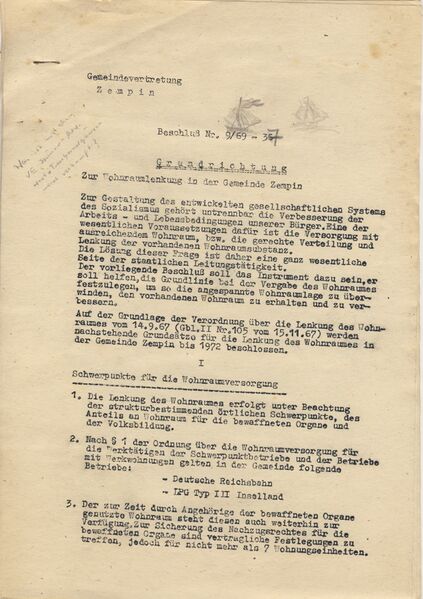 Gemeindevertretung
Zempin
Beschluß Nr. 9/69 - 37
Grundrichtung
Zur Wohnraumlenkung in der Gemeinde Zempin
Zur Gestaltung des entwickelten gesellschaftlichen Systems
des Sozialismus gehört untrennbar die Verbesserung der
Arbeits - und Lebensbedingungen unserer Bürger.Eine der
wesentlichen Voraussetzungen dafür ist die Versorgung mit
ausreichendem Wohnraum, bzw. die gerechte Verteilung und
Lenkung der vorhandenen Wohnraumsubstanz.
Die Lösung dieser Frage ist daher eine ganz wesentliche
Seite der staatlichen Leitungstätigkeit.
Der vorliegende Beschluß soll das Instrument dazu sein,er
soll helfen,die Grundlinie bei der Vergabe des Wohnraumes
festzulegen, um so die angespannte Wohnraumlage zu über-
winden, den vorhandenen Wohnraum zu erhalten und zu ver-
bessern.
Auf der Grundlage der Verordnung über die Lenkung des Wohn-
raumes vom 14.9.67 (Gbl.II Nr.105 vom 15.11.67) werden
nachstehende Grundsätze für die Lenkung des Wohnraumes in
der Gemeinde Zempin bis 1972 beschlossen.
I
Schwerpunkte für die Wohnraumversorgung
1. Die Lenkung des Wohnraumes erfolgt unter Beachtung
der strukturbestimmenden örtlichen Schwerpunkte, des
Anteils an Wohnraum für die bewaffneten Organe und
der Volksbildung.
2. Nach § 1 der Ordnung über die Wohnraumversorgung für
die Werktätigen der Schwerpunktbetriebe und der Betriebe
mit Werkwohnungen gelten in der Gemeinde folgende
Betriebe:
- Deutsche Reichsbahn
- LPG Typ III Inselland
3. Der zur Zeit durch Angehörige der bewaffneten Organe
genutzte Wohnraum steht diesen auch weiterhin zur
Verfügung.Zur Sicherung des Nachzugsrechtes für die
bewaffneten Organe sind vertragliche Festlegungen zu
treffen, jedoch für nicht mehr als 7 Wohnungseinheiten.